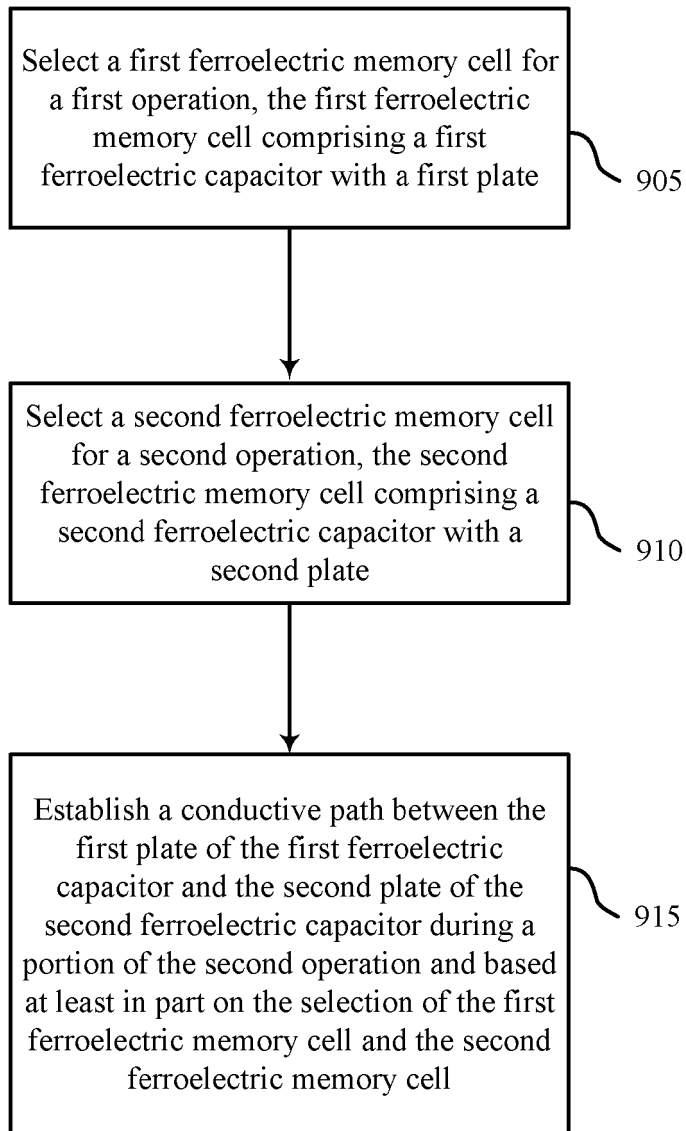 Select a first ferroelectric memory cell for
a first operation, the first ferroelectric
memory cell comprising a first
ferroelectric capacitor with a first plate
905
Select a second ferroelectric memory cell
for a second operation, the second
ferroelectric memory cell comprising a
second ferroelectric capacitor with a
second plate
910
Establish a conductive path between the
first plate of the first ferroelectric
capacitor and the second plate of the
second ferroelectric capacitor during a
portion of the second operation and based
at least in part on the selection of the first
ferroelectric memory cell and the second
ferroelectric memory cell
915